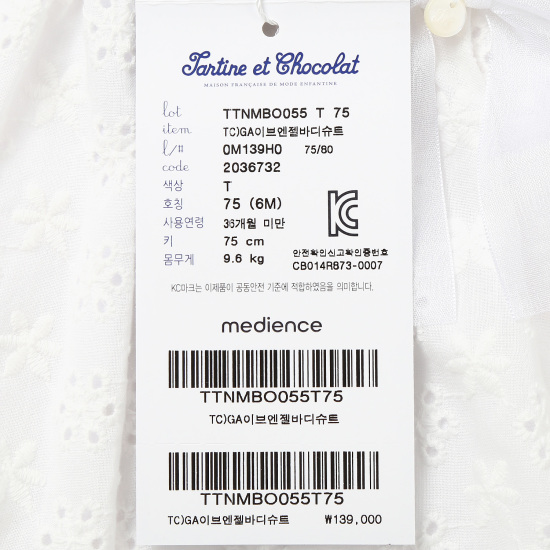 Tartine et Chocolat
MAISON FRANÇAISE DE MODE ENFANTINE
lot TTNMBO055 T 75
item TC)GA이브엔젤바디슈트
l/# 0M139H0 75/80
code 2036732
색상 T
호칭 75 (6M)
사용연령 36개월 미만
키 75 cm
몸무게 9.6 kg
안전확인신고확인증번호
CB014R873-0007
KC마크는 이제품이 공동안전 기준에 적합하였음을 의미합니다.
medience
TTNMBO055T75
TC)GA이브엔젤바디슈트
TTNMBO055T75
TC)GA이브엔젤바디슈트 ₩139,000